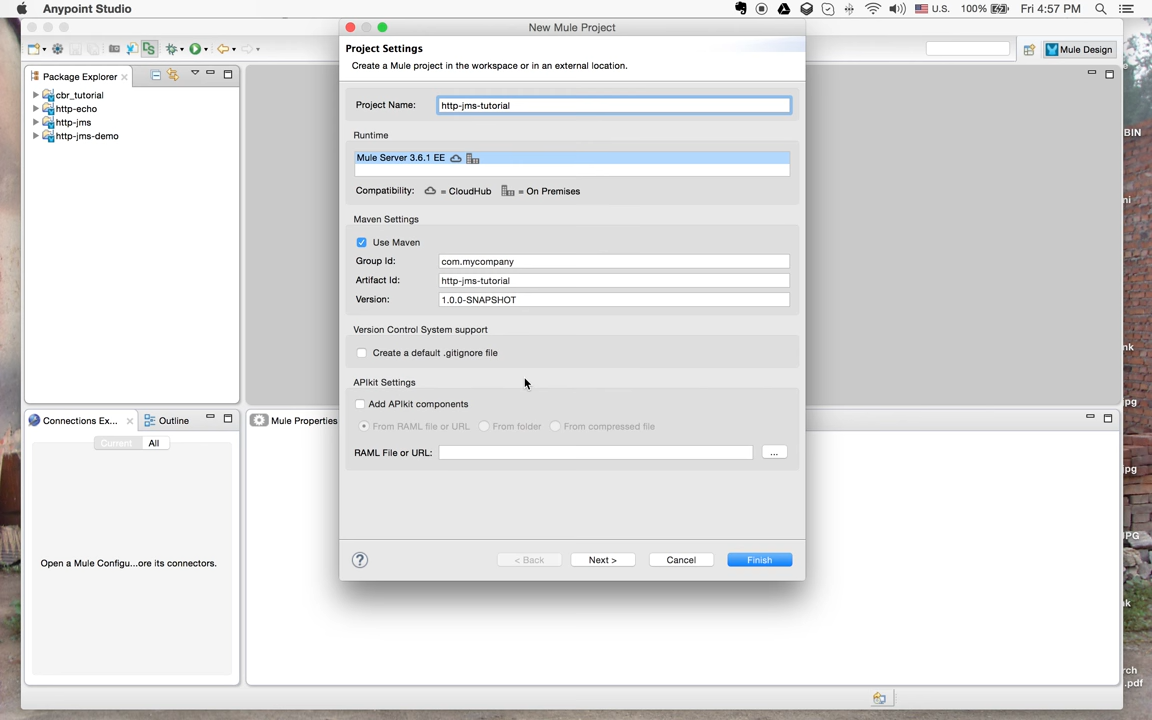 Anypoint Studio U.S. 100% Fri 4:57 PM
New Mule Project
Project Settings
Create a Mule project in the workspace or in an external location.
Mule Design
Package Explorer
cbr_tutorial
http-echo
http-jms
http-jms-demo
Project Name: http-jms-tutorial
Runtime
Mule Server 3.6.1 EE
Compatibility: = CloudHub = On Premises
Maven Settings
Use Maven
Group Id: com.mycompany
Artifact Id: http-jms-tutorial
Version: 1.0.0-SNAPSHOT
Version Control System support
Create a default .gitignore file
APIkit Settings
Add APIkit components
From RAML file or URL From folder From compressed file
RAML File or URL: ...
< Back Next > Cancel Finish
Connections Ex... Outline
Current All
Open a Mule Configu...ore its connectors.
Mule Properties
BIN
ni
nk
jpg
jpg
IPG
nk
rch
.pdf